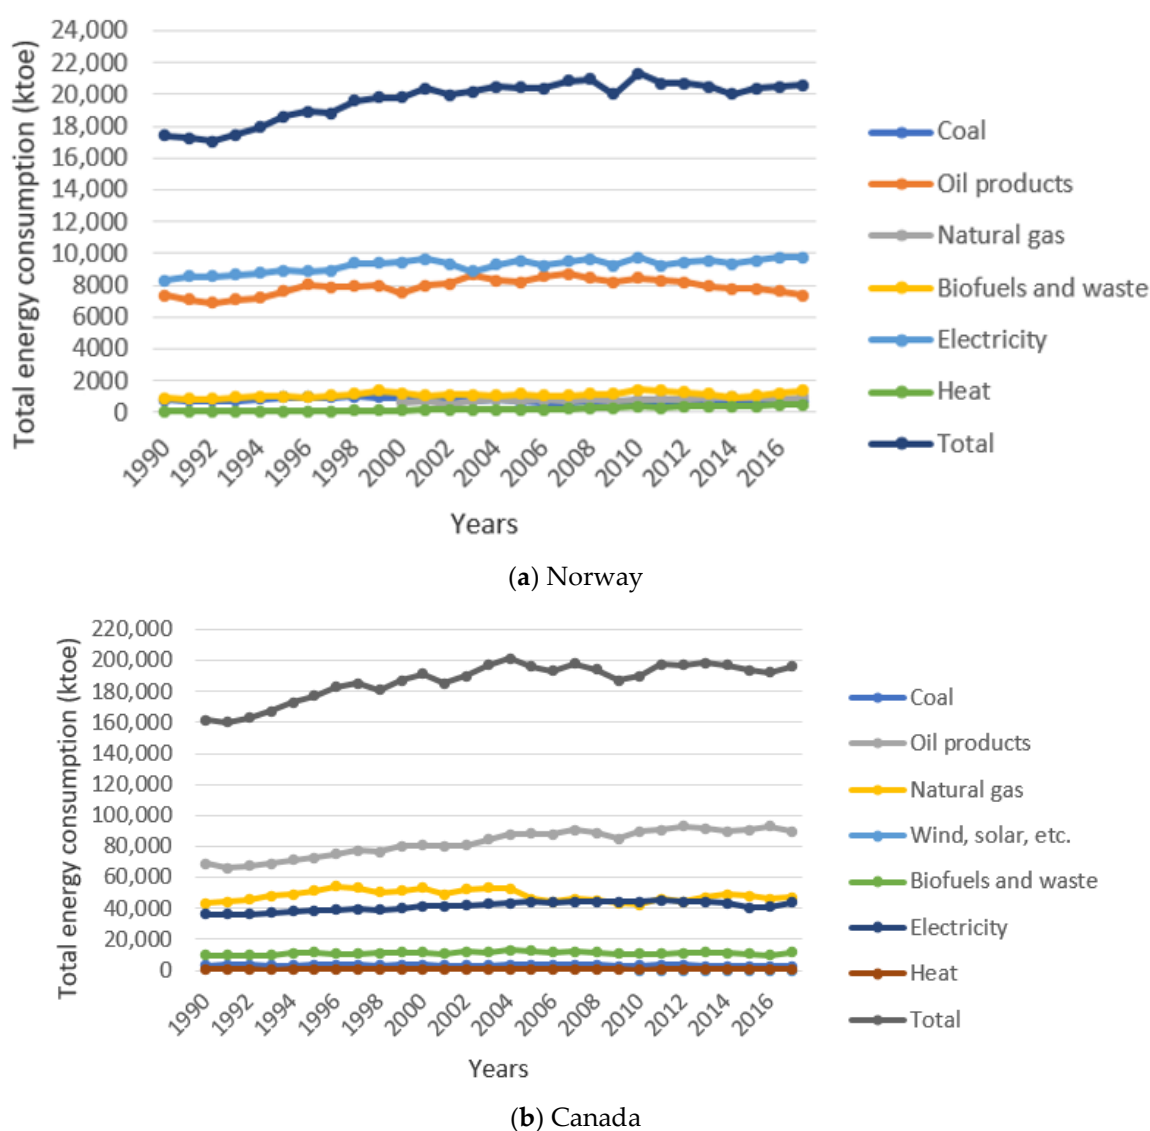 24,000
22,000
20,000
18,000
16,000
14,000
12,000
10,000
8000
6000
4000
2000
0
Total energy consumption (ktoe)
1990 1992 1994 1996 1998 2000 2002 2004 2006 2008 2010 2012 2014 2016
Years
Coal
Oil products
Natural gas
Biofuels and waste
Electricity
Heat
Total
(a) Norway
220,000
200,000
180,000
160,000
140,000
120,000
100,000
80,000
60,000
40,000
20,000
0
Total energy consumption (ktoe)
1990 1992 1994 1996 1998 2000 2002 2004 2006 2008 2010 2012 2014 2016
Years
Coal
Oil products
Natural gas
Wind, solar, etc.
Biofuels and waste
Electricity
Heat
Total
(b) Canada